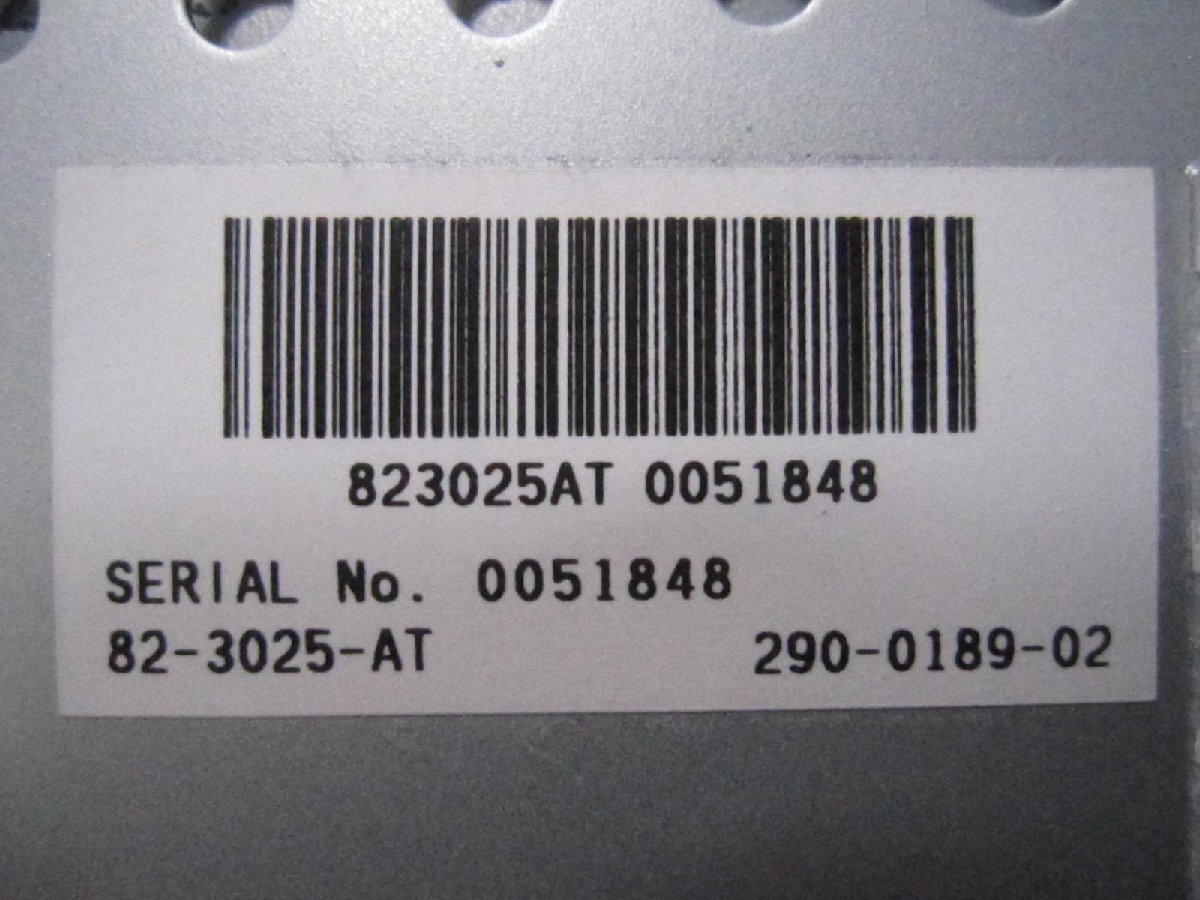 823025AT 0051848
SERIAL No. 0051848
82-3025-AT 290-0189-02